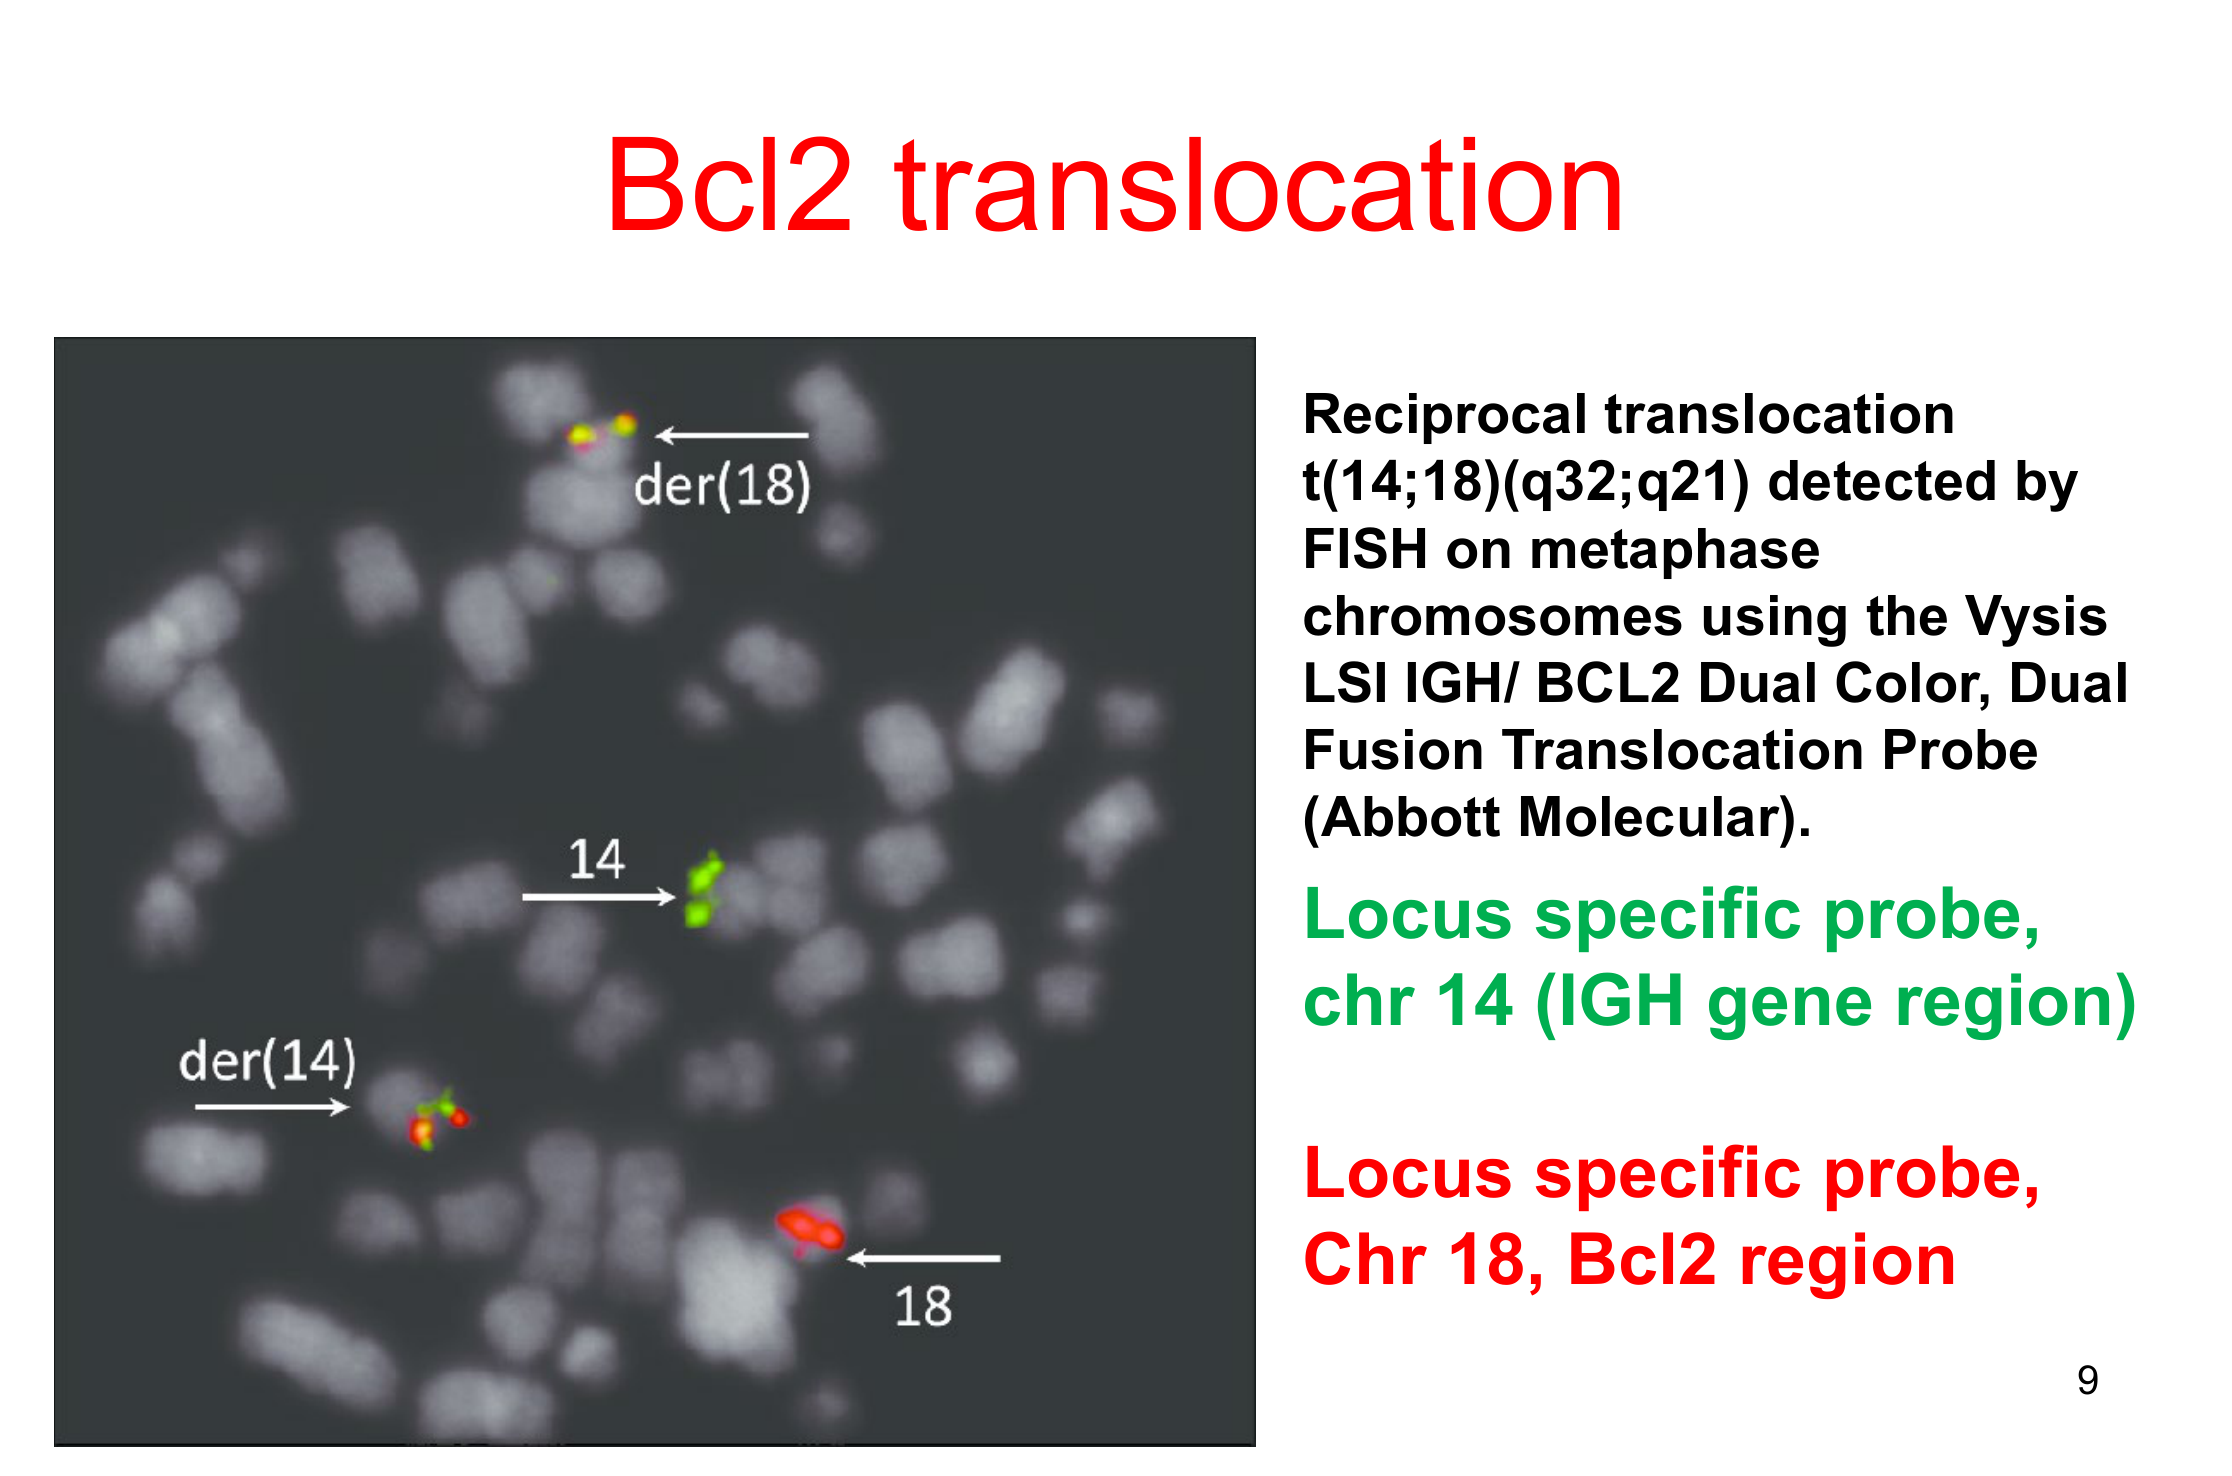 Bcl2 translocation
der(18)
14
der(14)
18
Reciprocal translocation
t(14;18)(q32;q21) detected by
FISH on metaphase
chromosomes using the Vysis
LSI IGH/ BCL2 Dual Color, Dual
Fusion Translocation Probe
(Abbott Molecular).
Locus specific probe,
chr 14 (IGH gene region)
Locus specific probe,
Chr 18, Bcl2 region
9